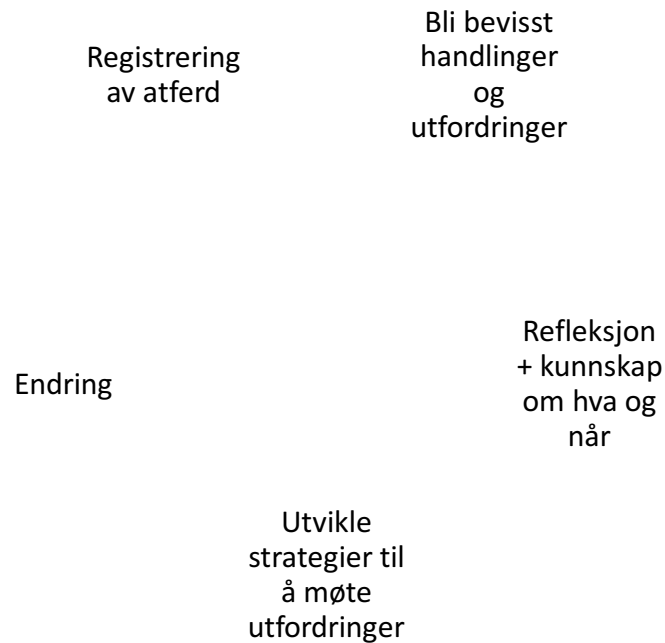 Registrering
av atferd
Bli bevisst
handlinger
og
utfordringer
Refleksjon
+ kunnskap
om hva og
når
Utvikle
strategier til
å møte
utfordringer
Endring